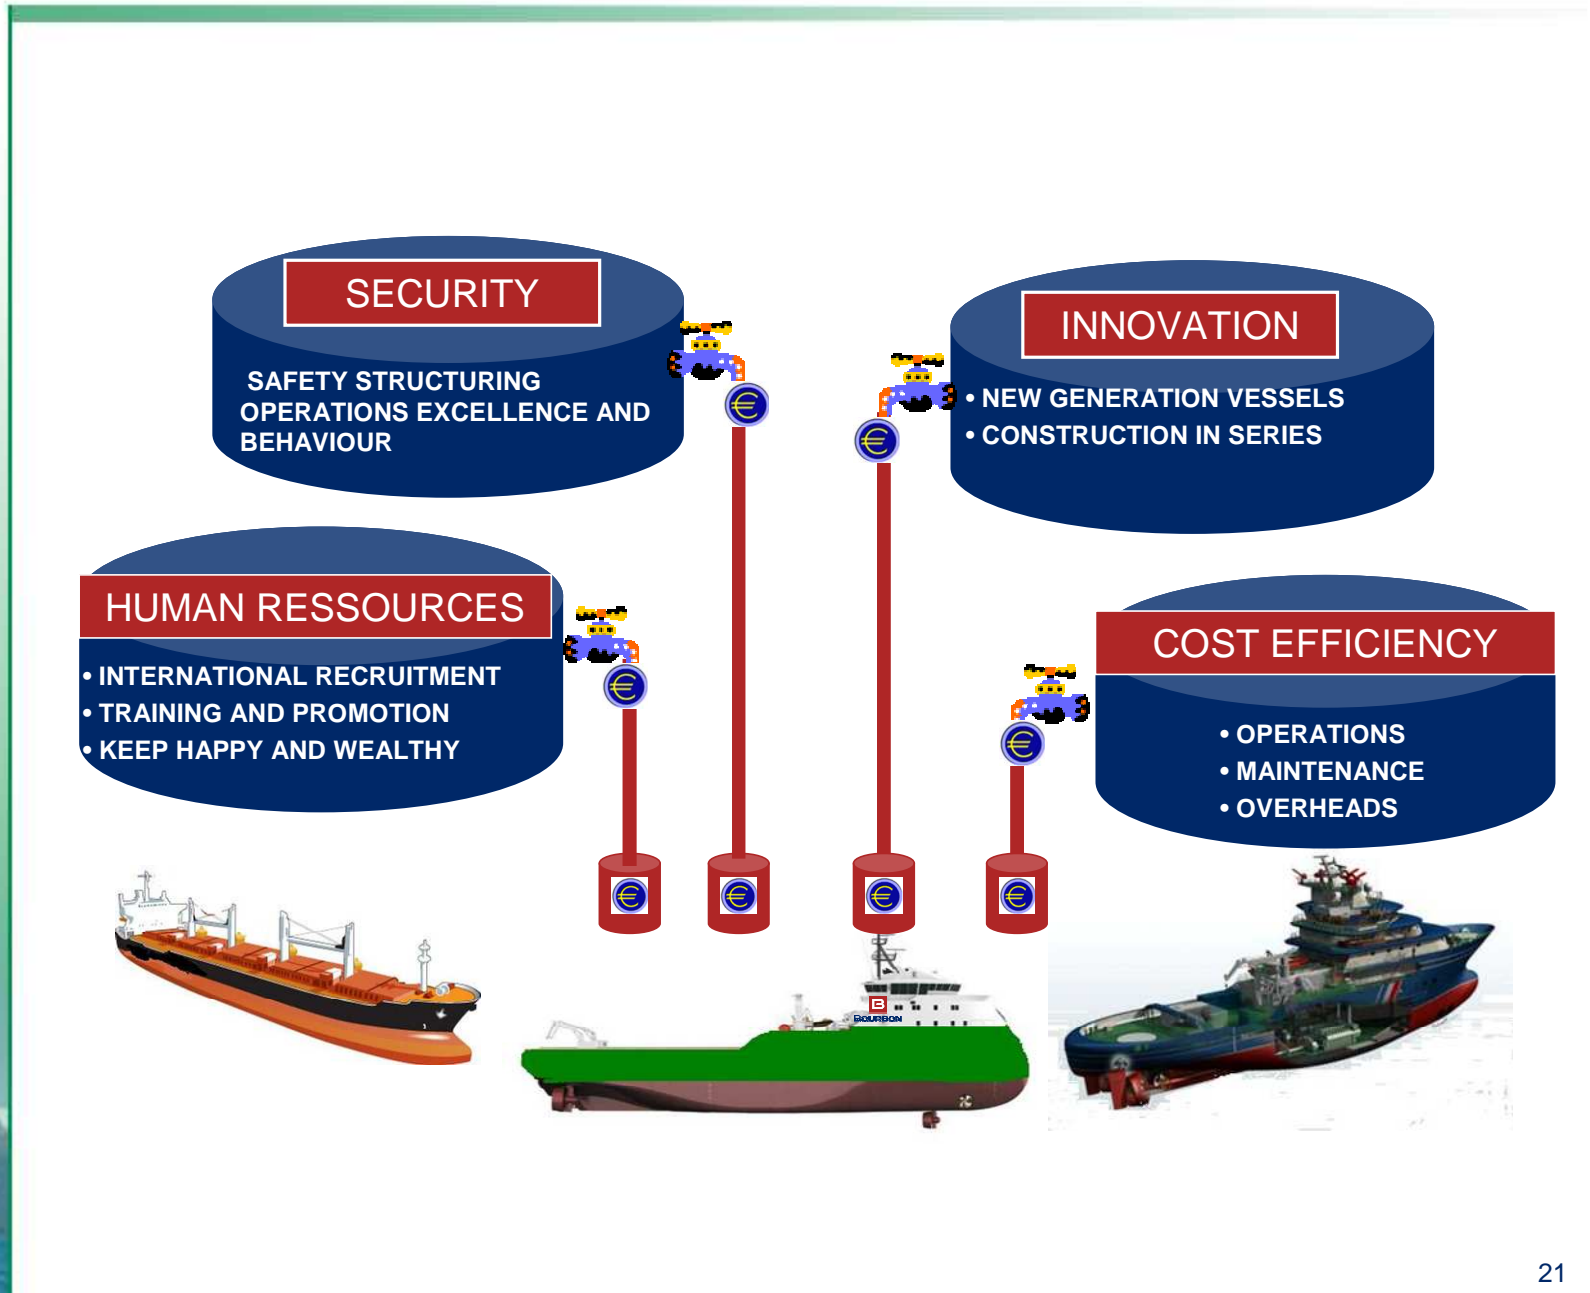 SECURITY
SAFETY STRUCTURING
OPERATIONS EXCELLENCE AND
BEHAVIOUR
INNOVATION
• NEW GENERATION VESSELS
• CONSTRUCTION IN SERIES
HUMAN RESSOURCES
• INTERNATIONAL RECRUITMENT
• TRAINING AND PROMOTION
• KEEP HAPPY AND WEALTHY
COST EFFICIENCY
• OPERATIONS
• MAINTENANCE
• OVERHEADS
B
BOURBON
21